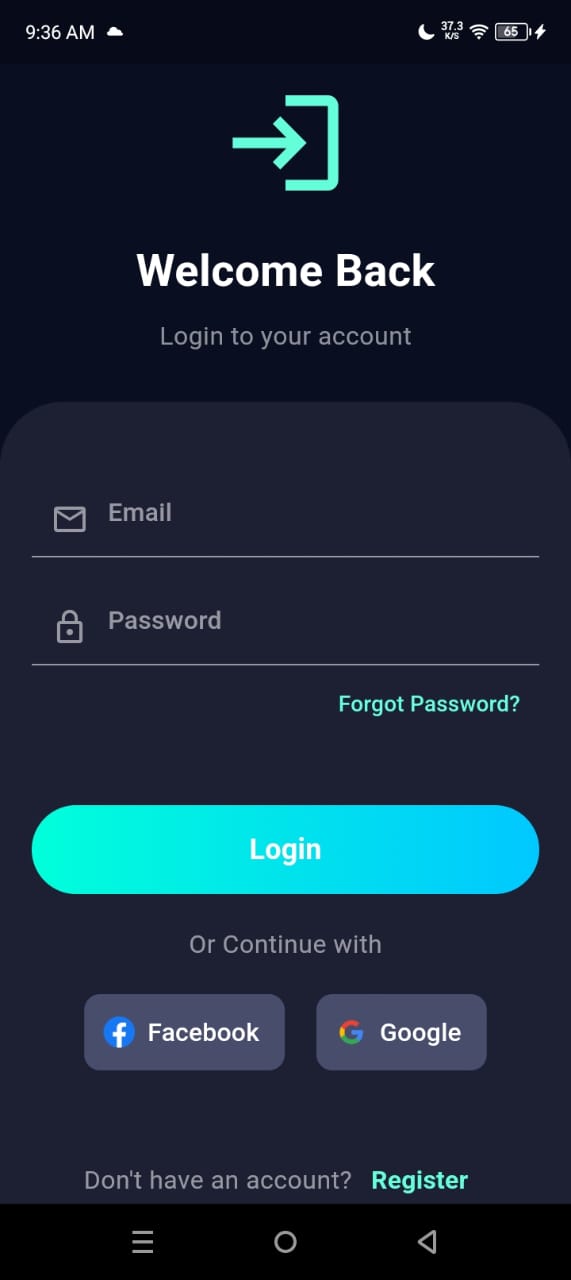 9:36 AM 37.3 K/S 65
Welcome Back
Login to your account
Email
Password
Forgot Password?
Login
Or Continue with
Facebook Google
Don't have an account? Register